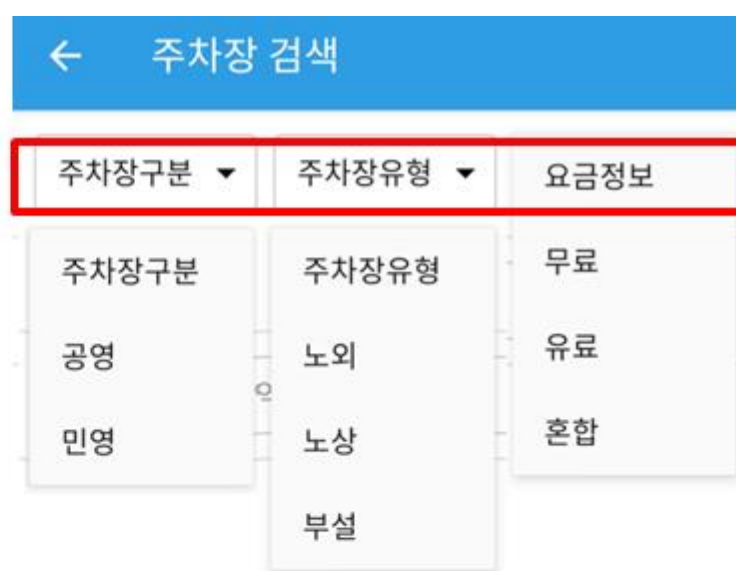 ← 주차장 검색
주차장구분 ▼ 주차장유형 ▼ 요금정보
주차장구분
공영
민영
주차장유형
노외
노상
부설
무료
유료
혼합